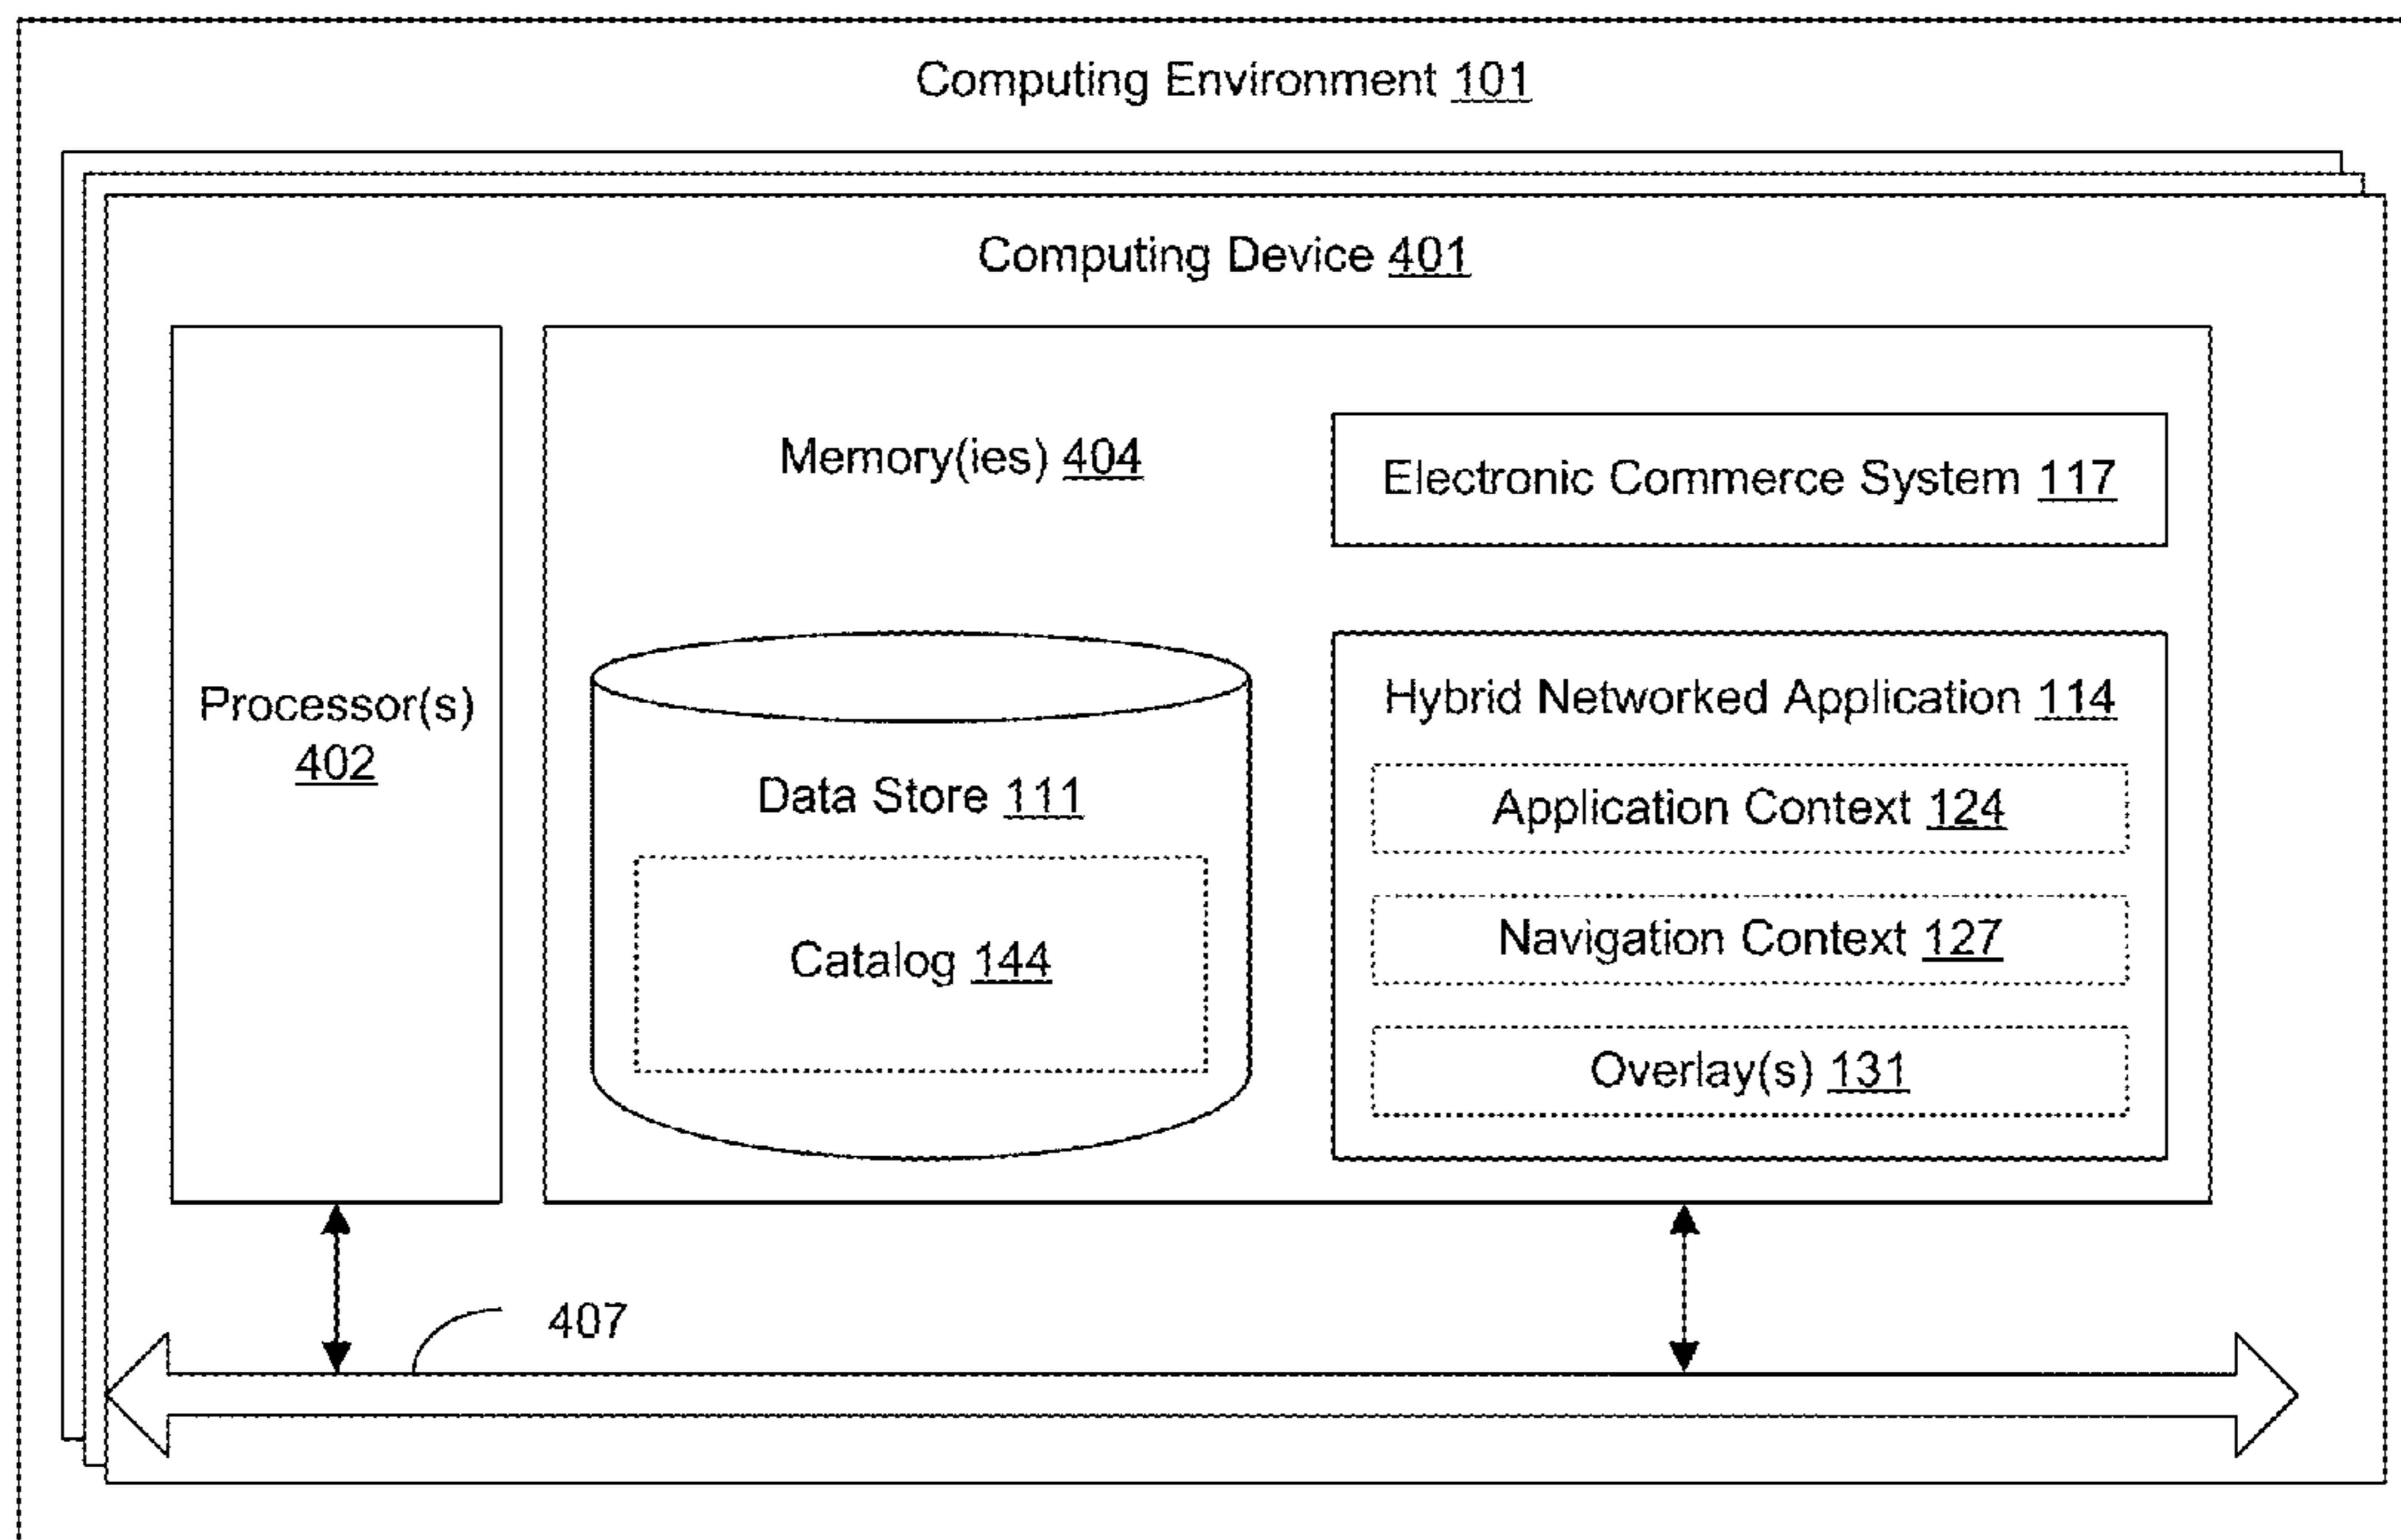 Computing Environment 101
Computing Device 401
Processor(s)
402
Memory(ies) 404
Electronic Commerce System 117
Data Store 111
Catalog 144
Hybrid Networked Application 114
Application Context 124
Navigation Context 127
Overlay(s) 131
407